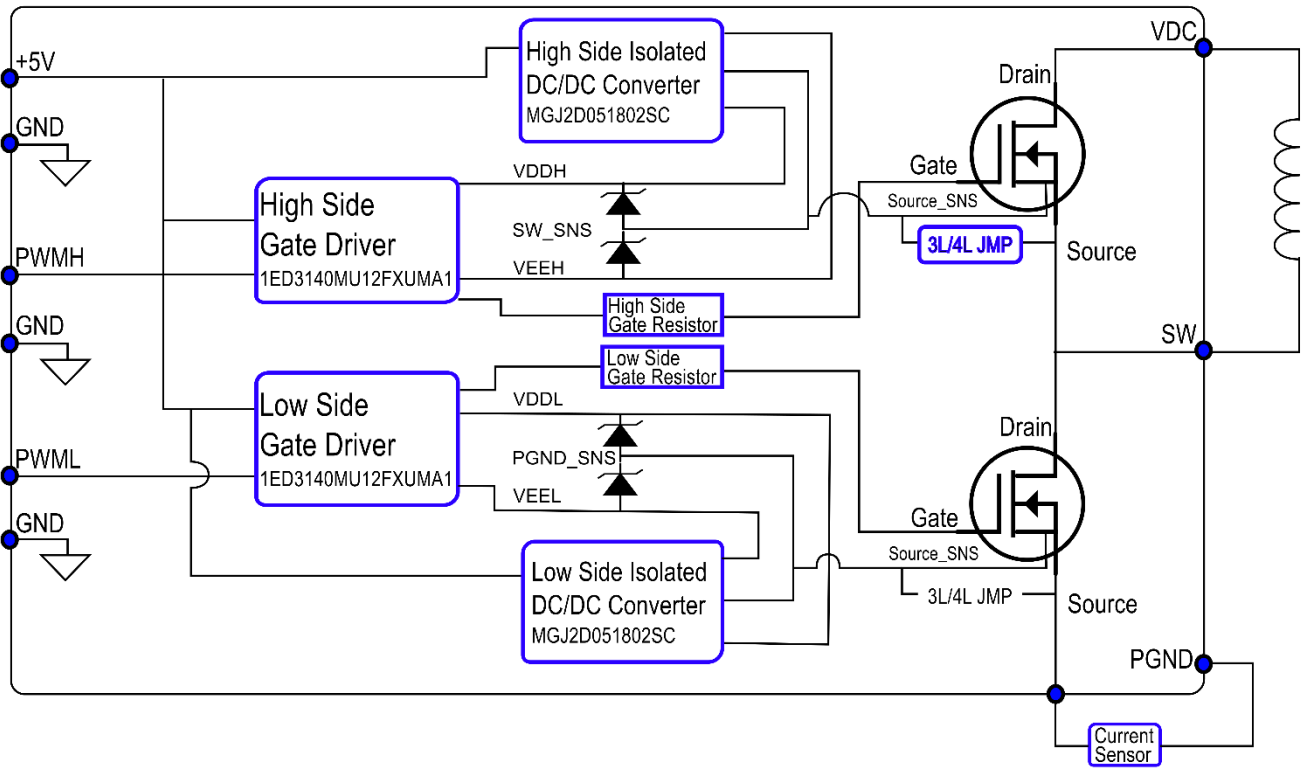 +5V
High Side Isolated
DC/DC Converter
MGJ2D051802SC
VDC
Drain
GND
VDDH
Gate
Source_SNS
High Side
Gate Driver
1ED3140MU12FXUMA1
SW_SNS
3L/4L JMP
Source
PWMH
VEEH
High Side
Gate Resistor
GND
SW
Low Side
Gate Resistor
Low Side
Gate Driver
1ED3140MU12FXUMA1
VDDL
Drain
PWML
PGND_SNS
VEEL
Gate
Source_SNS
GND
Low Side Isolated
DC/DC Converter
MGJ2D051802SC
3L/4L JMP
Source
PGND
Current
Sensor